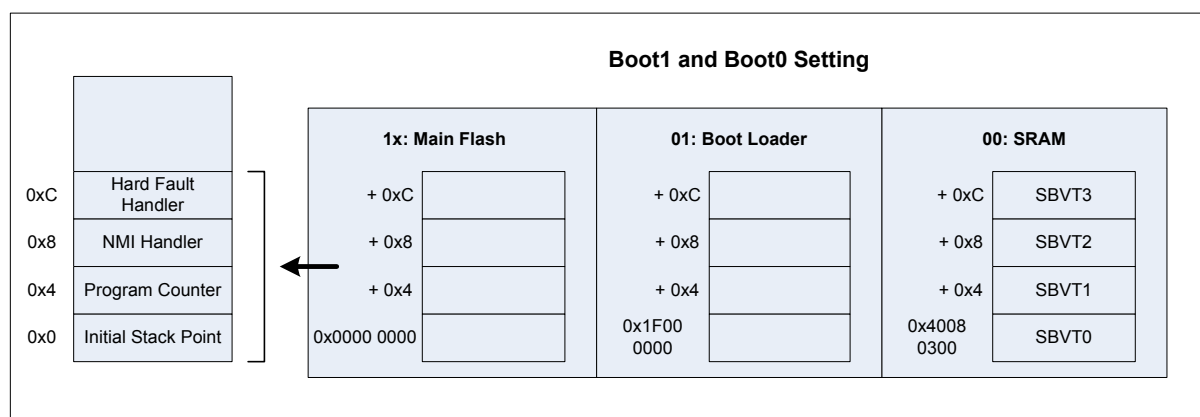 Boot1 and Boot0 Setting
1x: Main Flash
01: Boot Loader
00: SRAM
0xC
Hard Fault
Handler
0x8
NMI Handler
0x4
Program Counter
0x0
Initial Stack Point
+ 0xC
+ 0x8
+ 0x4
0x0000 0000
+ 0xC
+ 0x8
+ 0x4
0x1F00
0000
+ 0xC
SBVT3
+ 0x8
SBVT2
+ 0x4
SBVT1
0x4008
0300
SBVT0